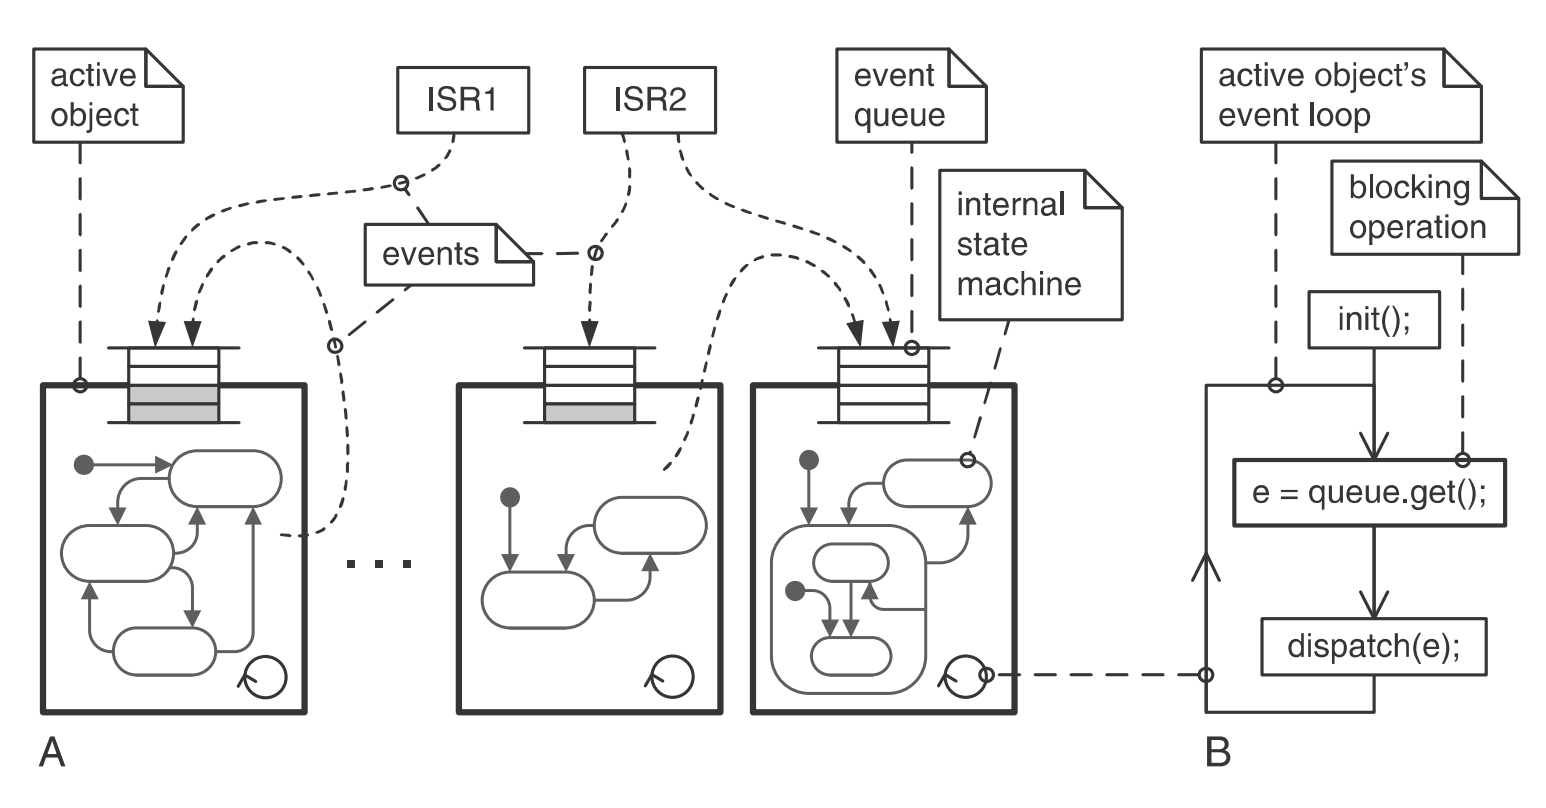 active
object
ISR1
ISR2
event
queue
active object’s
event loop
blocking
operation
internal
state
machine
events
init();
e = queue.get();
. . .
dispatch(e);
A
B